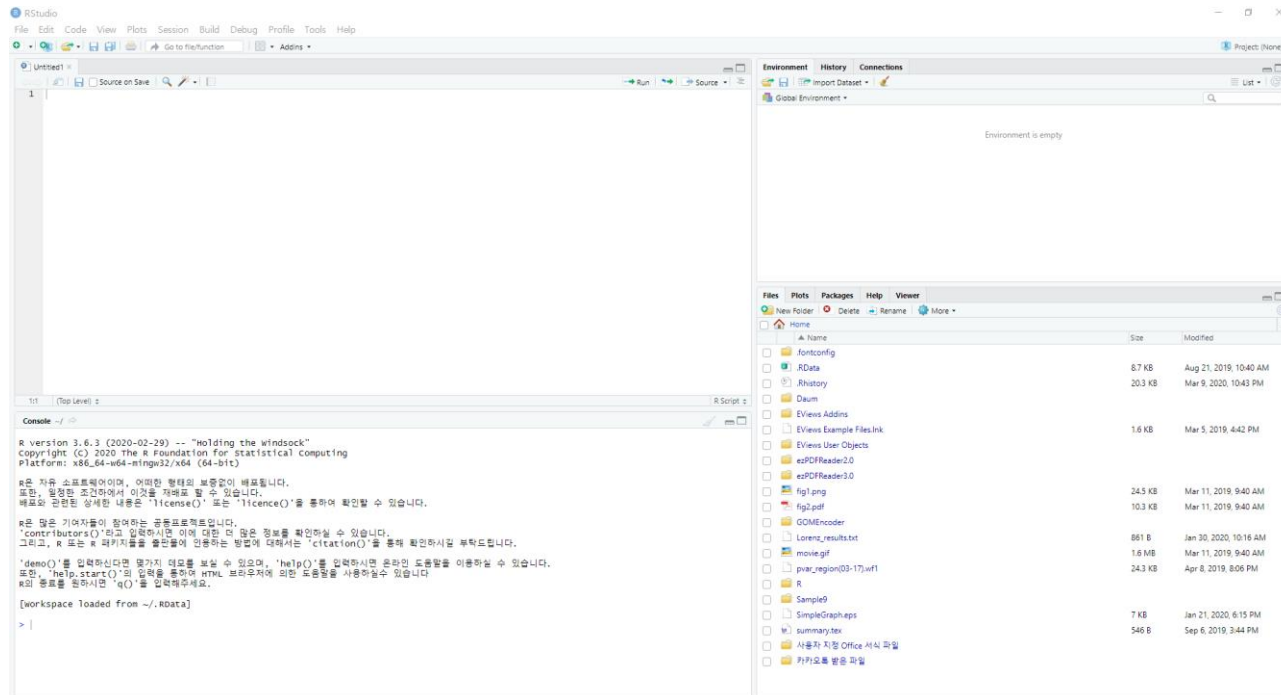 RStudio
File Edit Code View Plots Session Build Debug Profile Tools Help
Go to file/function Addins
Project: (None
Untitled1
Source on Save Run Source
1
1:1 (Top Level) R Script
Console ~/
R version 3.6.3 (2020-02-29) -- "Holding the Windsock"
Copyright (C) 2020 The R Foundation for Statistical Computing
Platform: x86_64-w64-mingw32/x64 (64-bit)
R은 자유 소프트웨어이며, 어떠한 형태의 보증없이 배포됩니다.
또한, 일정한 조건하에서 이것을 재배포 할 수 있습니다.
배포와 관련된 상세한 내용은 'license()' 또는 'licence()'을 통하여 확인할 수 있습니다.
R은 많은 기여자들이 참여하는 공동프로젝트입니다.
'contributors()'라고 입력하시면 이에 대한 더 많은 정보를 확인하실 수 있습니다.
그리고, R 또는 R 패키지들을 출판물에 인용하는 방법에 대해서는 'citation()'을 통해 확인하시길 부탁드립니다.
'demo()'를 입력하신다면 몇가지 데모를 보실 수 있으며, 'help()'를 입력하시면 온라인 도움말을 이용하실 수 있습니다.
또한, 'help.start()'의 입력을 통하여 HTML 브라우저에 의한 도움말을 사용하실수 있습니다
R의 종료를 원하시면 'q()'을 입력해주세요.
[Workspace loaded from ~/.RData]
>
Environment History Connections
Import Dataset List
Global Environment
Environment is empty
Files Plots Packages Help Viewer
New Folder Delete Rename More
Home
Name Size Modified
.fontconfig
.RData 8.7 KB Aug 21, 2019, 10:40 AM
.Rhistory 20.3 KB Mar 9, 2020, 10:43 PM
Daum
EViews Addins
EViews Example Files.lnk 1.6 KB Mar 5, 2019, 4:42 PM
EViews User Objects
ezPDFReader2.0
ezPDFReader3.0
fig1.png 24.5 KB Mar 11, 2019, 9:40 AM
fig2.pdf 10.3 KB Mar 11, 2019, 9:40 AM
GOMEncoder
Lorenz_results.txt 861 B Jan 30, 2020, 10:16 AM
movie.gif 1.6 MB Mar 11, 2019, 9:40 AM
pvar_region(03-17).wf1 24.3 KB Apr 8, 2019, 8:06 PM
R
Sample9
SimpleGraph.eps 7 KB Jan 21, 2020, 6:15 PM
summary.tex 546 B Sep 6, 2019, 3:44 PM
사용자 지정 Office 서식 파일
카카오톡 받은 파일